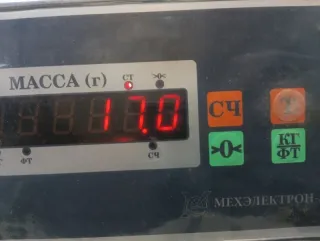 МАССА (г) СТ >0<
17.0
ФТ СЧ
СЧ
>0< КГ
ФТ
МЕХЭЛЕКТРОН